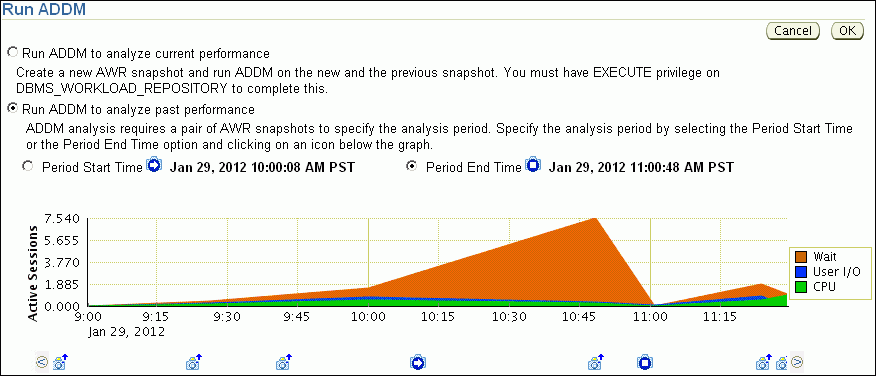 Run ADDM
Cancel OK
Run ADDM to analyze current performance
Create a new AWR snapshot and run ADDM on the new and the previous snapshot. You must have EXECUTE privilege on
DBMS_WORKLOAD_REPOSITORY to complete this.
Run ADDM to analyze past performance
ADDM analysis requires a pair of AWR snapshots to specify the analysis period. Specify the analysis period by selecting the Period Start Time
or the Period End Time option and clicking on an icon below the graph.
Period Start Time Jan 29, 2012 10:00:08 AM PST Period End Time Jan 29, 2012 11:00:48 AM PST
Active Sessions
7.540
5.655
3.770
1.885
0.000
Wait
User I/O
CPU
9:00 9:15 9:30 9:45 10:00 10:15 10:30 10:45 11:00 11:15
Jan 29, 2012